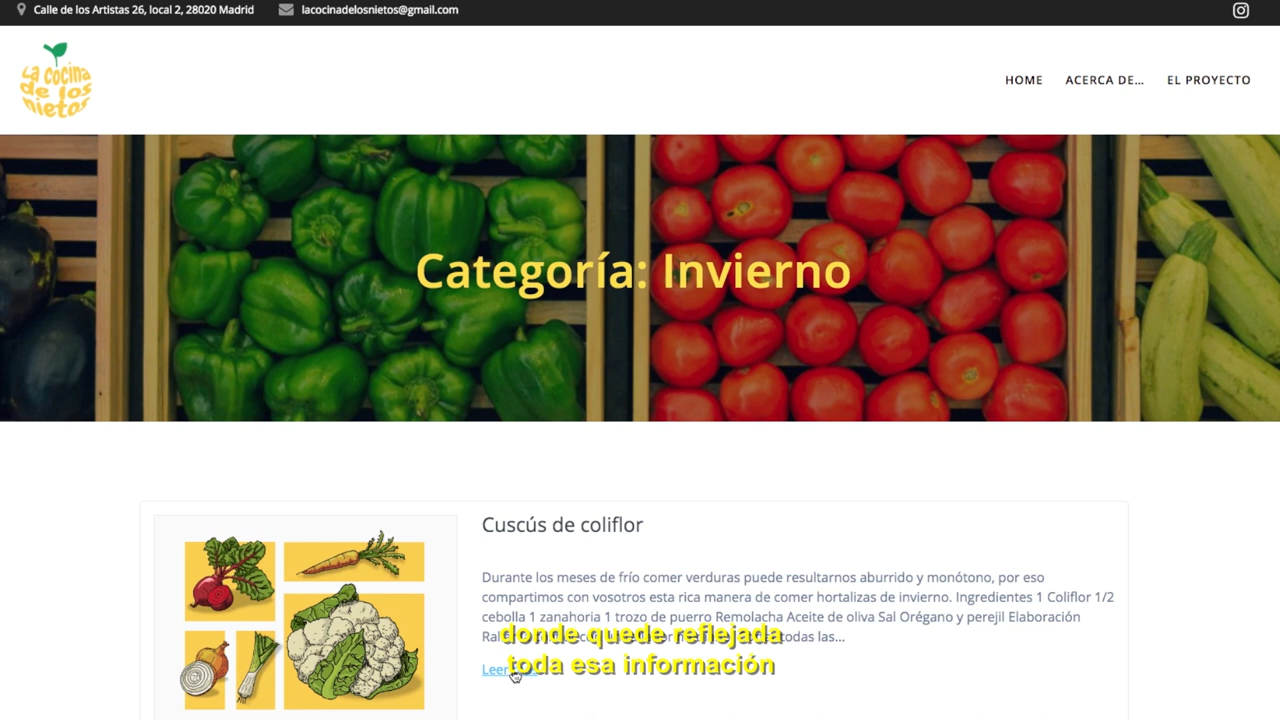 Calle de los Artistas 26, local 2, 28020 Madrid
lacocinadelosnietos@gmail.com
La cocina
de los
nietos
HOME
ACERCA DE...
EL PROYECTO
Categoría: Invierno
Cuscús de coliflor
Durante los meses de frío comer verduras puede resultarnos aburrido y monótono, por eso
compartimos con vosotros esta rica manera de comer hortalizas de invierno. Ingredientes 1 Coliflor 1/2
cebolla 1 zanahoria 1 trozo de puerro Remolacha Aceite de oliva Sal Orégano y perejil Elaboración
todas las...
donde quede reflejada
Leer
toda esa información